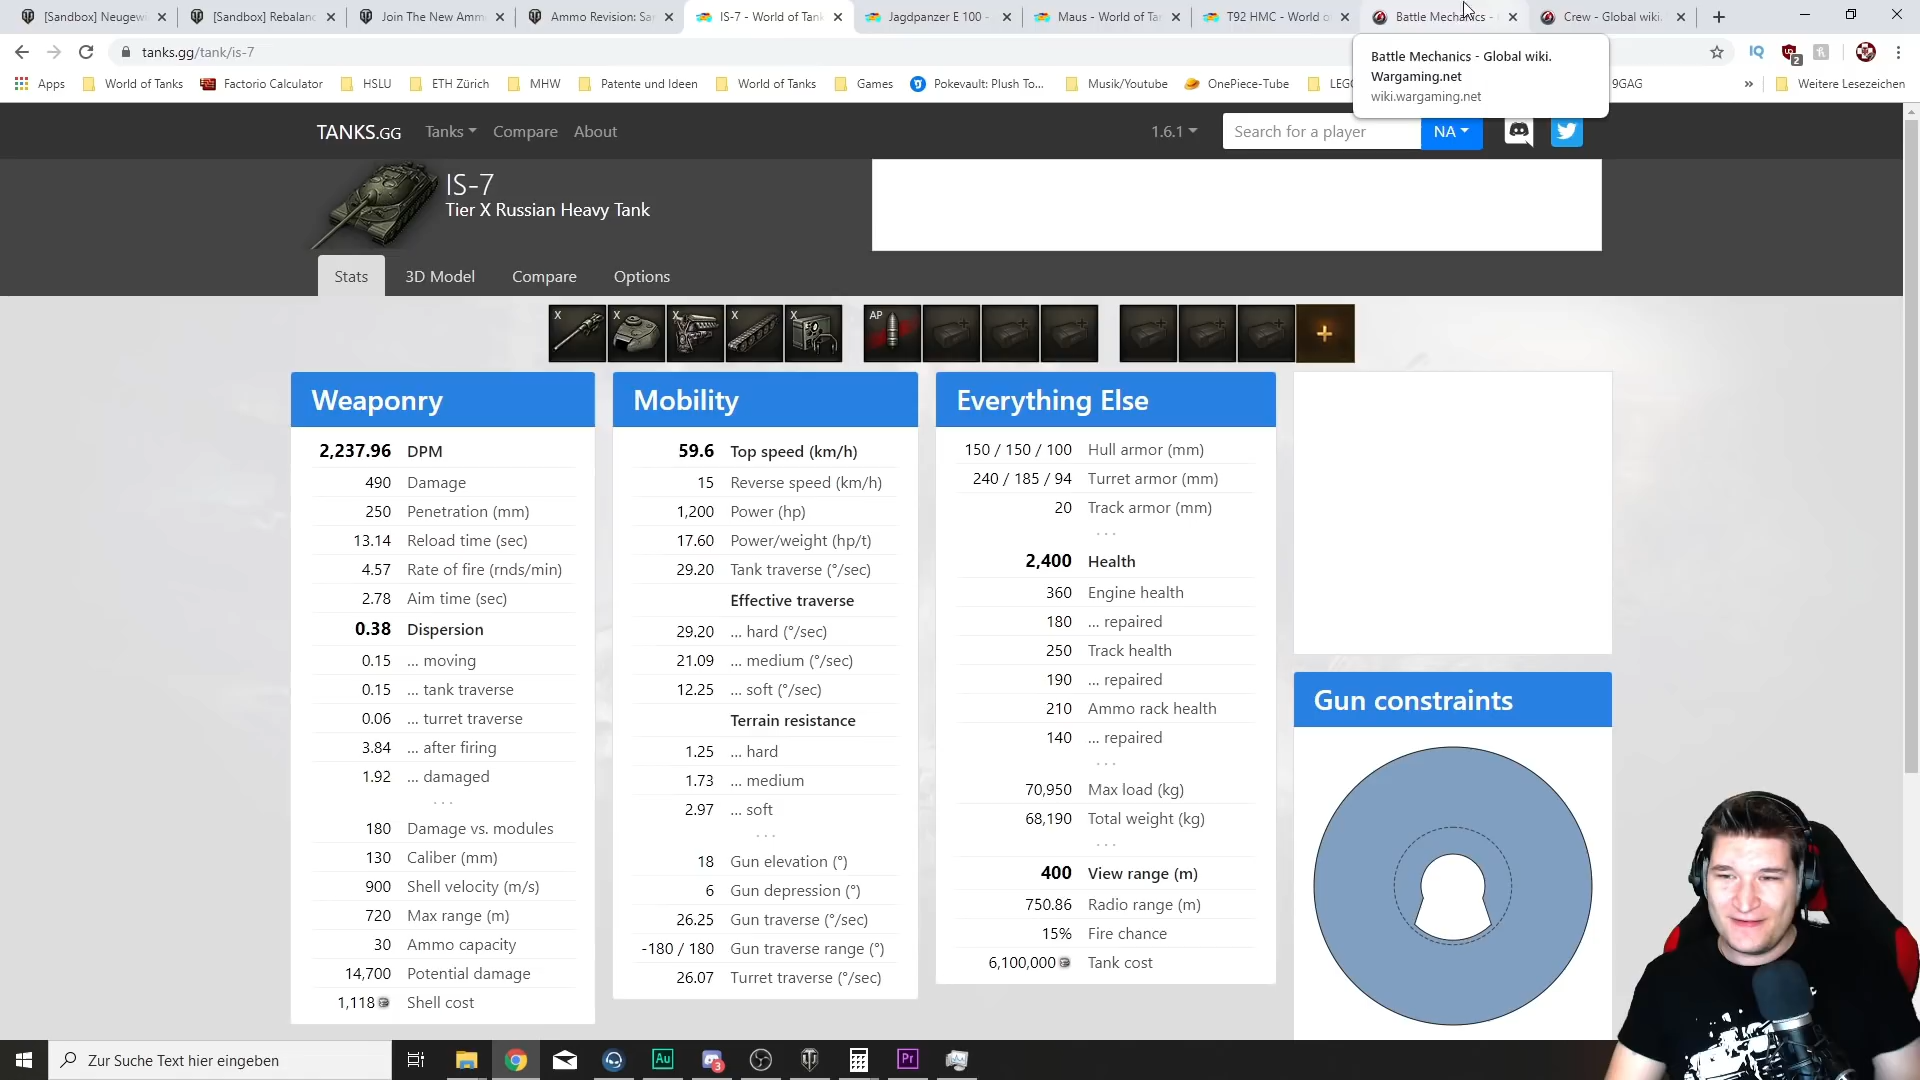 [Sandbox] Neugew
[Sandbox] Rebalanc
Join The New Amm
Ammo Revision: Sa
IS-7 - World of Tank
Jagdpanzer E 100 -
Maus - World of Ta
T92 HMC - World o
Battle Mechanics -
Crew - Global wiki.
tanks.gg/tank/is-7
Battle Mechanics - Global wiki.
Wargaming.net
wiki.wargaming.net
Apps
World of Tanks
Factorio Calculator
HSLU
ETH Zürich
MHW
Patente und Ideen
World of Tanks
Games
Pokevault: Plush To...
Musik/Youtube
OnePiece-Tube
LEG
9GAG
»
Weitere Lesezeichen
TANKS.GG
Tanks
Compare
About
1.6.1
Search for a player
NA
IS-7
Tier X Russian Heavy Tank
Stats
3D Model
Compare
Options
X
X
X
X
X
AP
Weaponry
2,237.96 DPM
490 Damage
250 Penetration (mm)
13.14 Reload time (sec)
4.57 Rate of fire (rnds/min)
2.78 Aim time (sec)
0.38 Dispersion
0.15 ... moving
0.15 ... tank traverse
0.06 ... turret traverse
3.84 ... after firing
1.92 ... damaged
...
180 Damage vs. modules
130 Caliber (mm)
900 Shell velocity (m/s)
720 Max range (m)
30 Ammo capacity
14,700 Potential damage
1,118 Shell cost
Mobility
59.6 Top speed (km/h)
15 Reverse speed (km/h)
1,200 Power (hp)
17.60 Power/weight (hp/t)
29.20 Tank traverse (°/sec)
Effective traverse
29.20 ... hard (°/sec)
21.09 ... medium (°/sec)
12.25 ... soft (°/sec)
Terrain resistance
1.25 ... hard
1.73 ... medium
2.97 ... soft
...
18 Gun elevation (°)
6 Gun depression (°)
26.25 Gun traverse (°/sec)
-180 / 180 Gun traverse range (°)
26.07 Turret traverse (°/sec)
Everything Else
150 / 150 / 100 Hull armor (mm)
240 / 185 / 94 Turret armor (mm)
20 Track armor (mm)
...
2,400 Health
360 Engine health
180 ... repaired
250 Track health
190 ... repaired
210 Ammo rack health
140 ... repaired
...
70,950 Max load (kg)
68,190 Total weight (kg)
...
400 View range (m)
750.86 Radio range (m)
15% Fire chance
6,100,000 Tank cost
Gun constraints
Zur Suche Text hier eingeben
Au
3
Pr
IQ
2